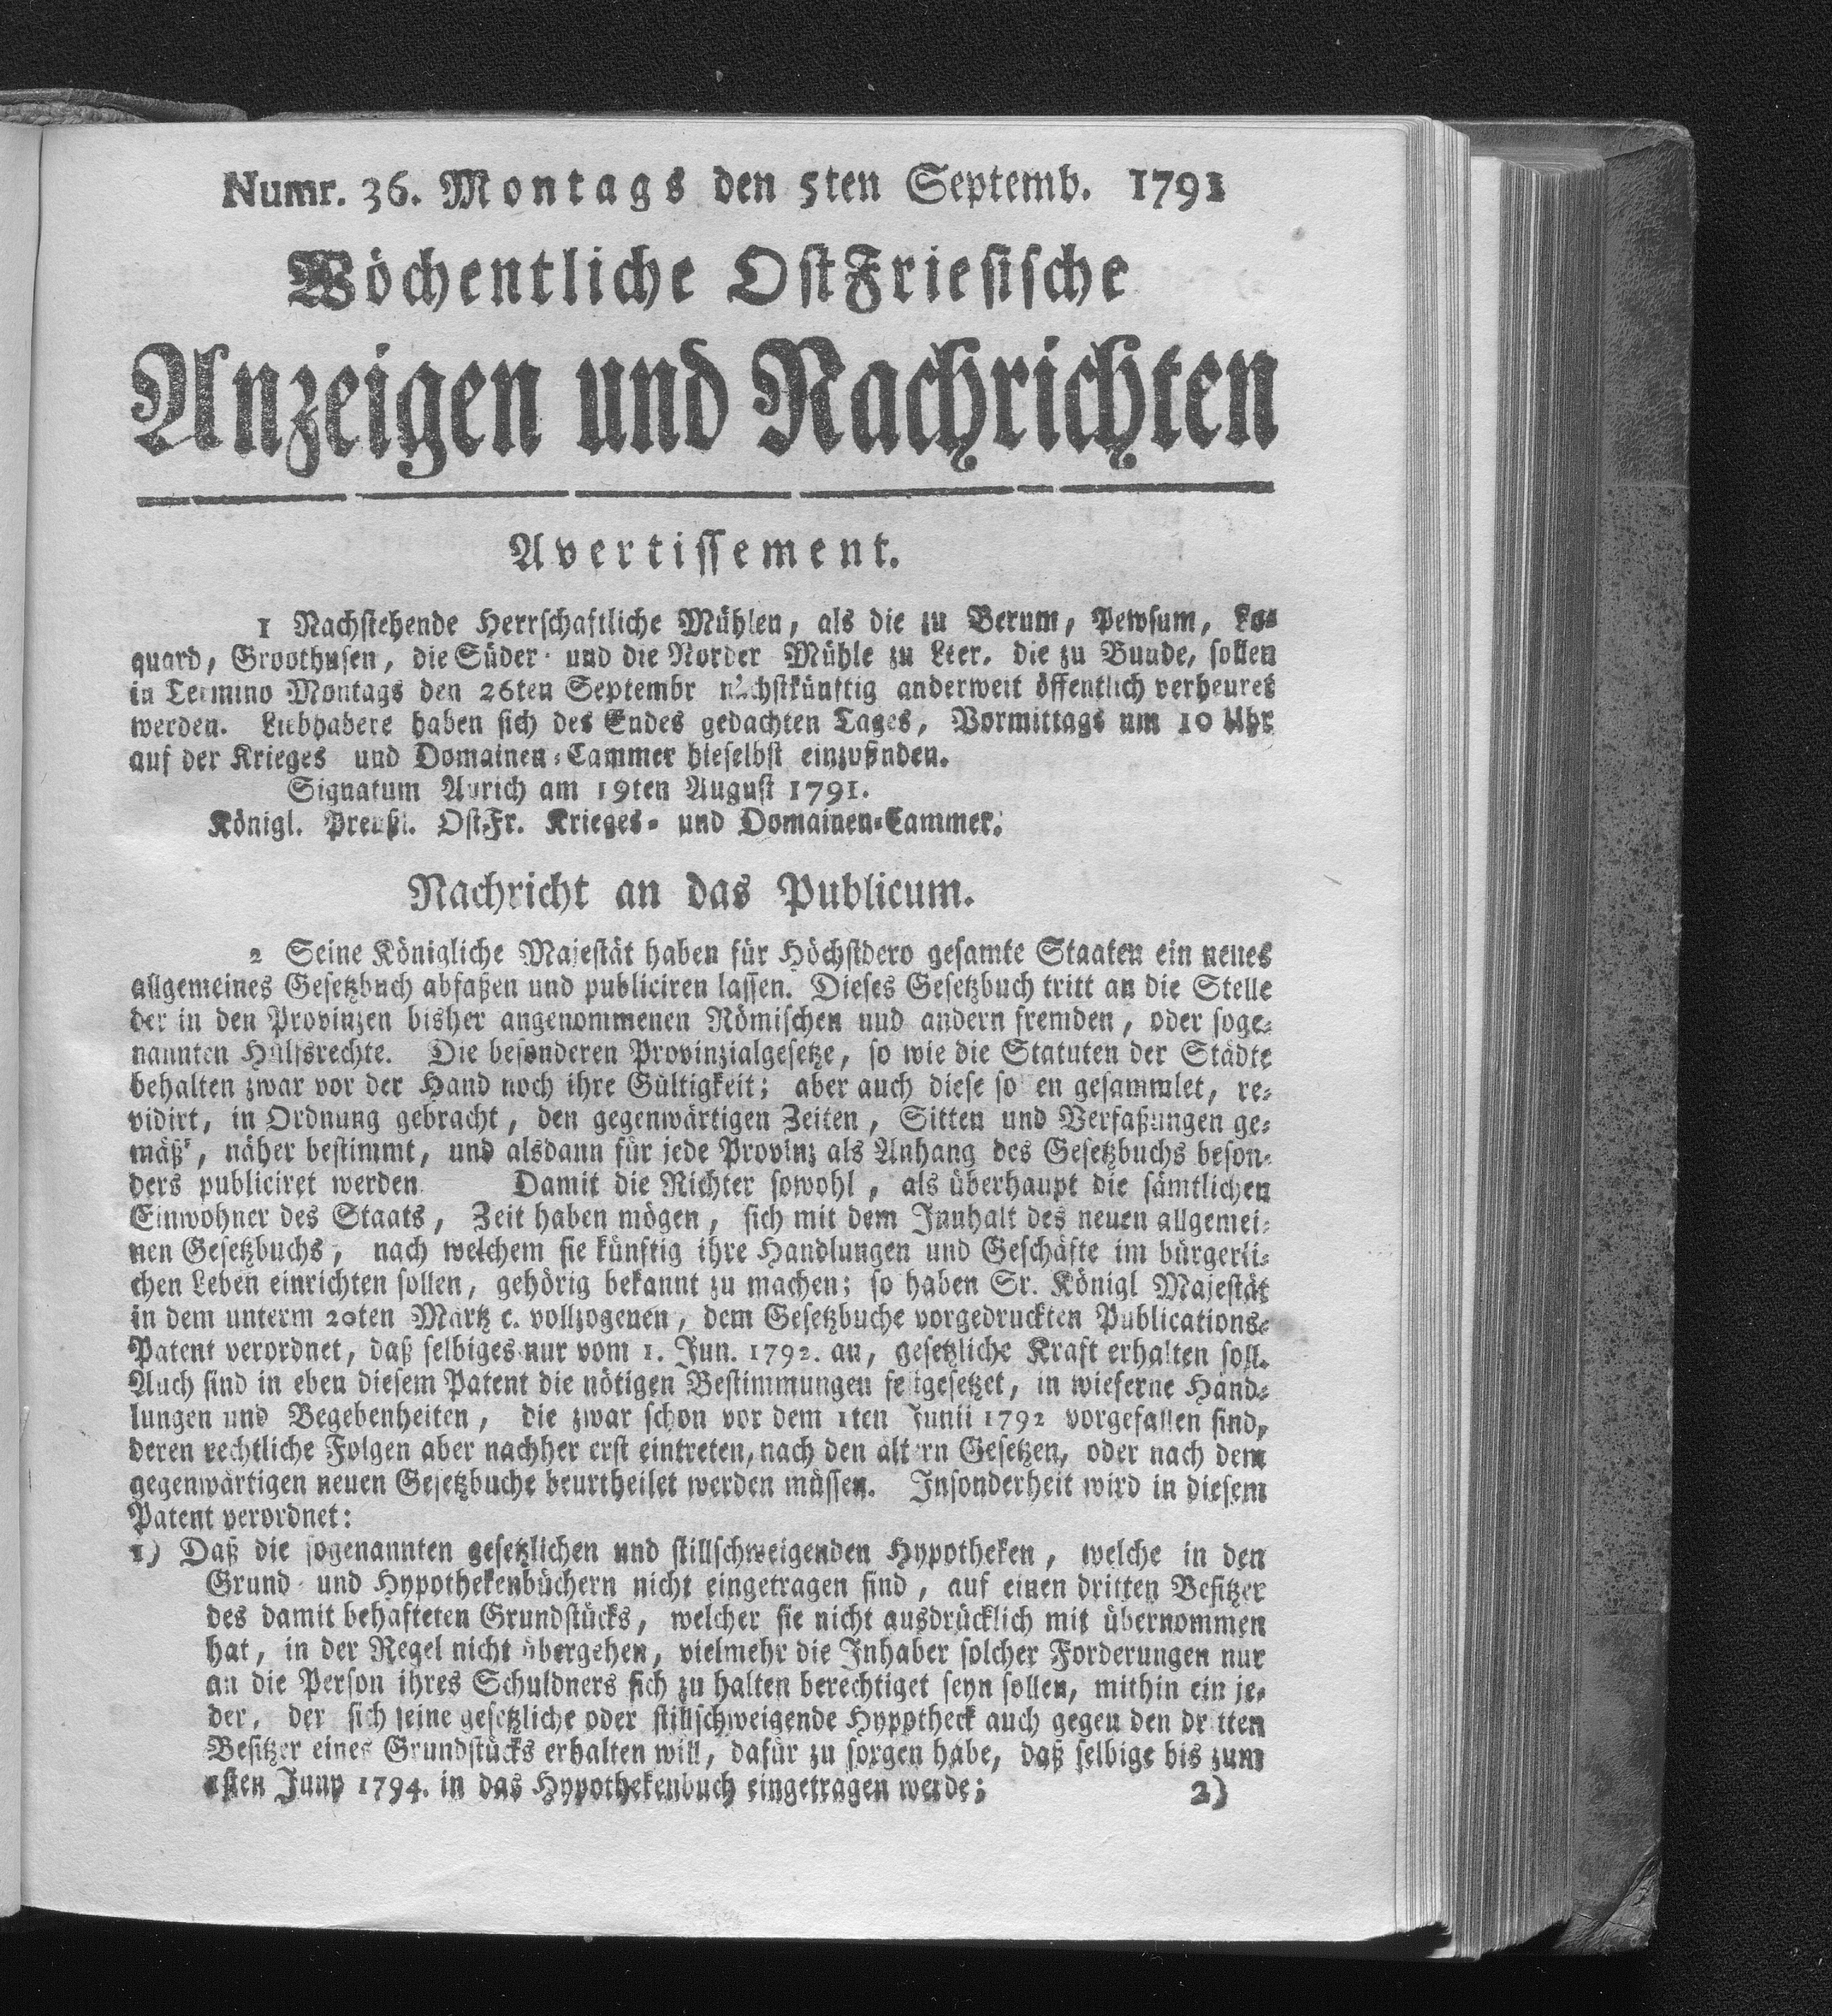 Numr. 36. Montags den 5ten Septemb. 1791
Wöchentliche OstFriesische
Anzeigen und Nachrichten
Avertissement.
1 Nachstehende Herrschaftliche Mühlen, als die zu Berum, Pewsum, Lo-
quard, Groothusen, die Süder- und die Norder Mühle zu Leer, die zu Bunde, sollen
in Termino Montags den 26ten Septembr nächstkünftig anderweit öffentlich verheuret
werden. Liebhabere haben sich des Endes gedachten Tages, Vormittags um 10 Uhr
auf der Krieges und Domainen-Cammer hieselbst einzufinden.
Signatum Aurich am 19ten August 1791.
Königl. Preußl. OstFr. Krieges- und Domainen-Cammer.
Nachricht an das Publicum.
2 Seine Königliche Majestät haben für Höchstdero gesamte Staaten ein neues
allgemeines Gesetzbuch abfaßen und publiciren lassen. Dieses Gesetzbuch tritt an die Stelle
der in den Provinzen bisher angenommenen Römischen und andern fremden, oder soge-
nannten Hülfsrechte. Die besonderen Provinzialgesetze, so wie die Statuten der Städte
behalten zwar vor der Hand noch ihre Gültigkeit; aber auch diese sollen gesammlet, re-
vidirt, in Ordnung gebracht, den gegenwärtigen Zeiten, Sitten und Verfaßungen ge-
mäß, näher bestimmt, und alsdann für jede Provinz als Anhang des Gesetzbuchs beson-
ders publiciret werden Damit die Richter sowohl, als überhaupt die sämtlichen
Einwohner des Staats, Zeit haben mögen, sich mit dem Innhalt des neuen allgemei-
nen Gesetzbuchs, nach welchem sie künftig ihre Handlungen und Geschäfte im bürgerli-
chen Leben einrichten sollen, gehörig bekannt zu machen; so haben Sr. Königl Majestät
in dem unterm 20ten Martz c. vollzogenen, dem Gesetzbuche vorgedruckten Publications-
Patent verordnet, daß selbiges nur vom 1. Jun. 1792. an, gesetzliche Kraft erhalten soll.
Auch sind in eben diesem Patent die nötigen Bestimmungen festgesetzet, in wieferne Hand-
lungen und Begebenheiten, die zwar schon vor dem 1ten Junii 1792 vorgefallen sind,
deren rechtliche Folgen aber nachher erst eintreten, nach den ältern Gesetzen, oder nach dem
gegenwärtigen neuen Gesetzbuche beurtheilet werden müssen. Insonderheit wird in diesem
Patent verordnet:
1) Daß die sogenannten gesetzlichen und stillschweigenden Hypotheken, welche in den
Grund- und Hypothekenbüchern nicht eingetragen sind, auf einen dritten Besitzer
des damit behafteten Grundstücks, welcher sie nicht ausdrücklich mit übernommen
hat, in der Regel nicht übergehen, vielmehr die Inhaber solcher Forderungen nur
an die Person ihres Schuldners sich zu halten berechtiget seyn sollen, mithin ein je-
der, der sich seine gesetzliche oder stillschweigende Hypotheck auch gegen den dritten
Besitzer eines Grundstücks erhalten will, dafür zu sorgen habe, daß selbige bis zum
1sten Juny 1794. in das Hypothekenbuch eingetragen werde; 2)